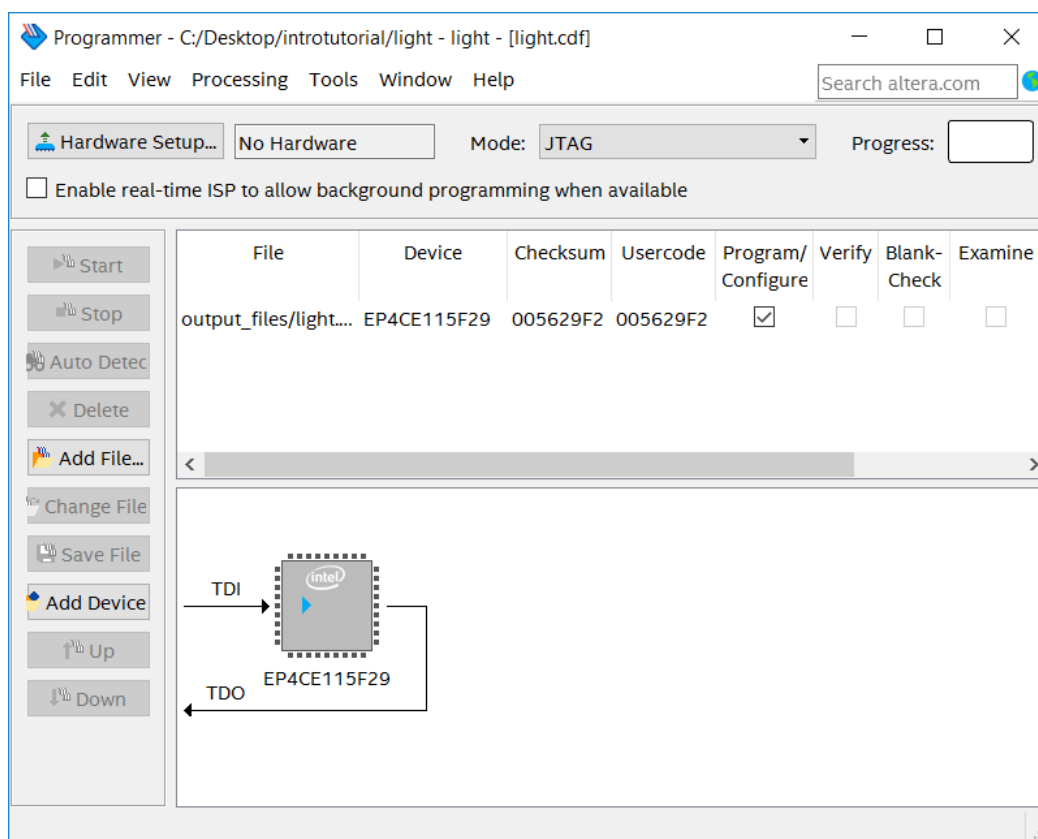 Programmer - C:/Desktop/introtutorial/light - light - [light.cdf]
File Edit View Processing Tools Window Help
Search altera.com
Hardware Setup... No Hardware Mode: JTAG Progress:
Enable real-time ISP to allow background programming when available
Start
Stop
Auto Detec
Delete
Add File...
Change File
Save File
Add Device
Up
Down
File Device Checksum Usercode Program/ Verify Blank- Examine
Configure Check
output_files/light.... EP4CE115F29 005629F2 005629F2
intel
TDI
EP4CE115F29
TDO